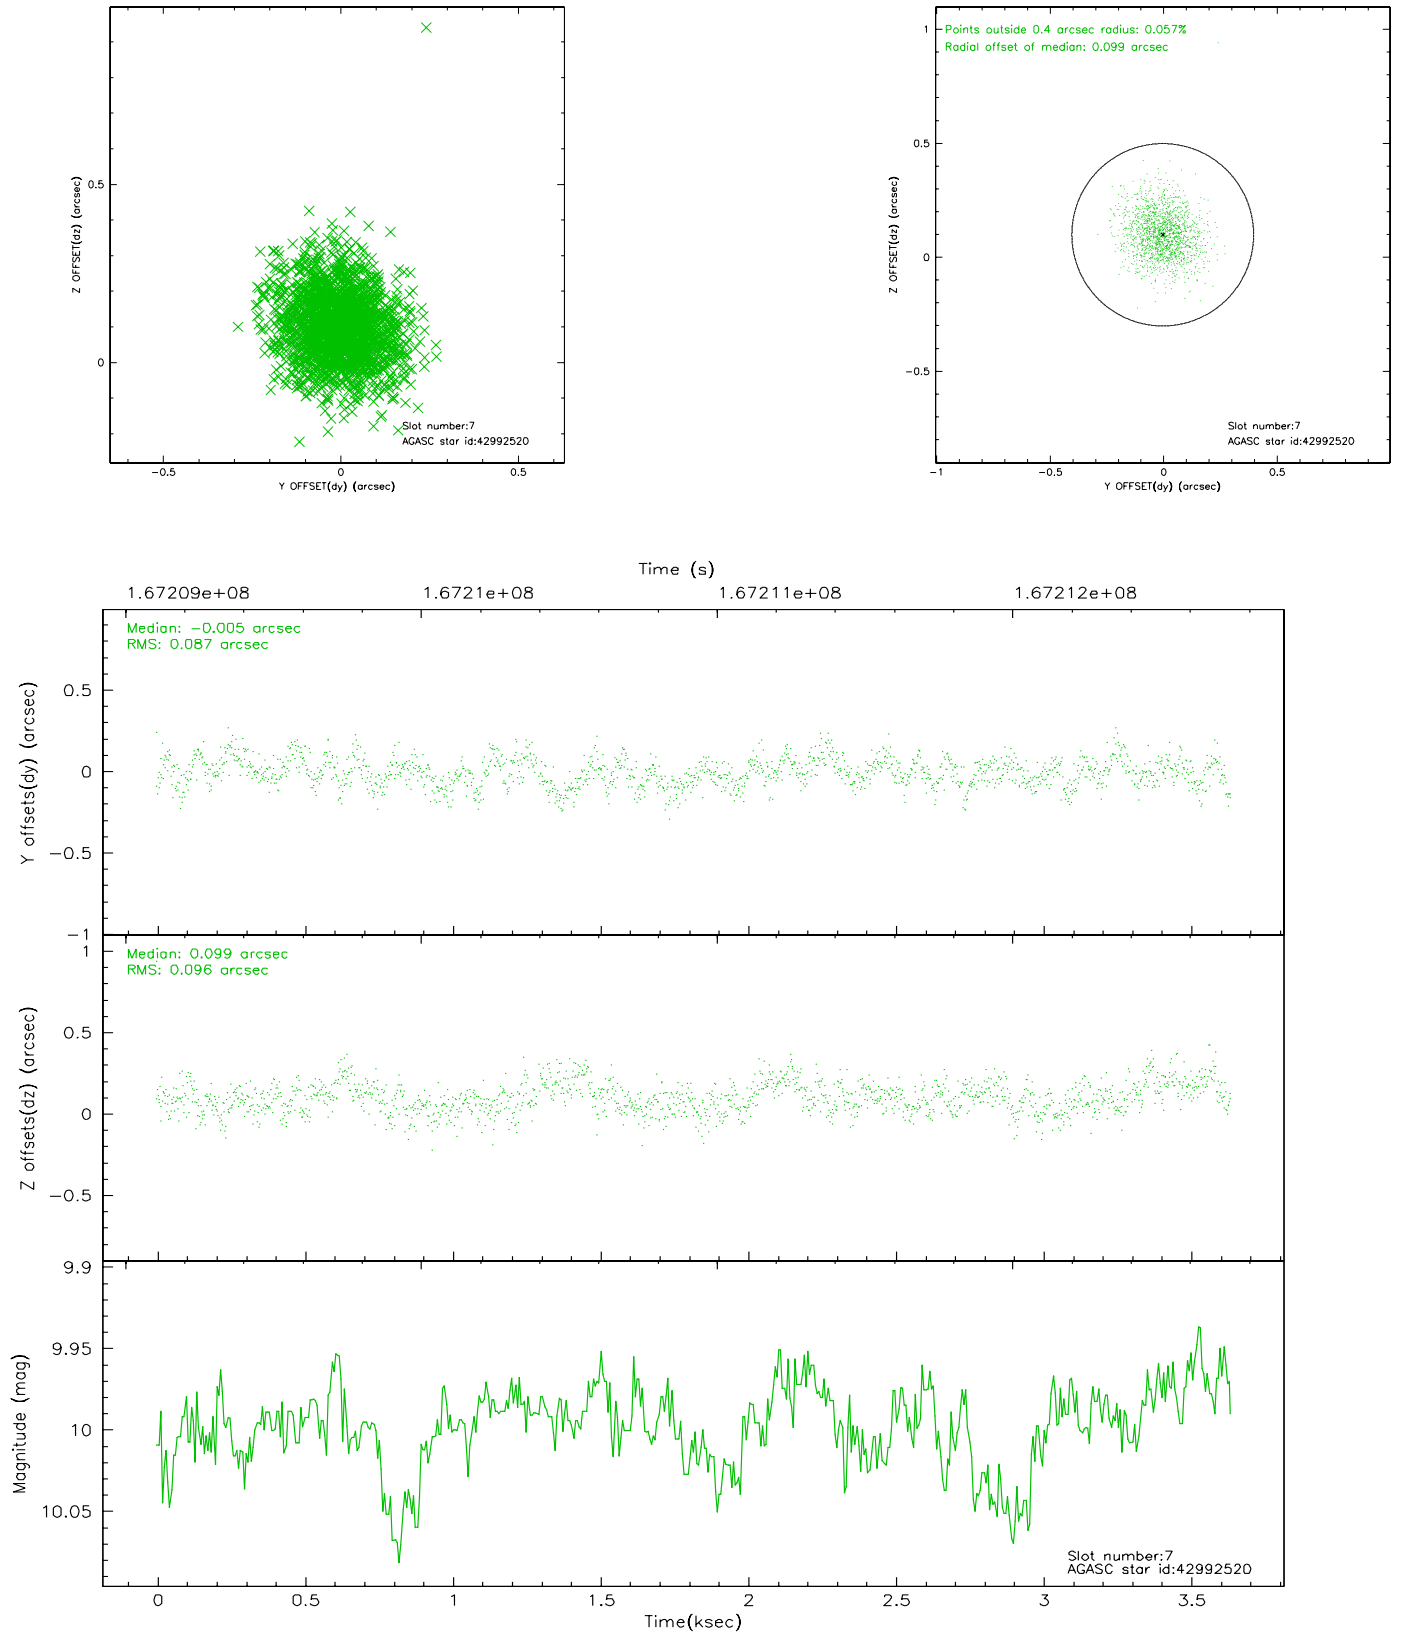 Z OFFSET(dz) (arcsec)
0.5
0
Slot number:7
AGASC star id:42992520
−0.5 0 0.5
Y OFFSET(dy) (arcsec)
Points outside 0.4 arcsec radius: 0.057%
Radial offset of median: 0.099 arcsec
Z OFFSET(dz) (arcsec)
1
0.5
0
−0.5
Slot number:7
AGASC star id:42992520
−1 −0.5 0 0.5
Y OFFSET(dy) (arcsec)
Time (s)
1.67209e+08 1.6721e+08 1.67211e+08 1.67212e+08
Median: −0.005 arcsec
RMS: 0.087 arcsec
Y offsets(dy) (arcsec)
0.5
0
−0.5
−1
Median: 0.099 arcsec
RMS: 0.096 arcsec
Z offsets(dz) (arcsec)
1
0.5
0
−0.5
Magnitude (mag)
9.9
9.95
10
10.05
Slot number:7
AGASC star id:42992520
0 0.5 1 1.5 2 2.5 3 3.5
Time(ksec)